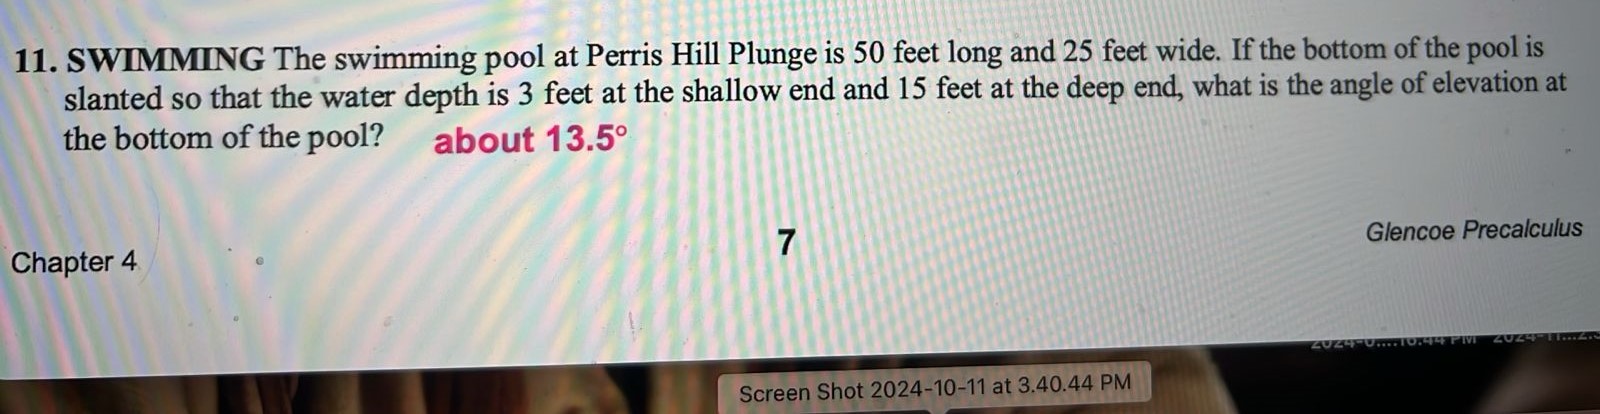 11. SWIMMING The swimming pool at Perris Hill Plunge is 50 feet long and 25 feet wide. If the bottom of the pool is
slanted so that the water depth is 3 feet at the shallow end and 15 feet at the deep end, what is the angle of elevation at
the bottom of the pool? about 13.5°
Chapter 4
7
Glencoe Precalculus
Screen Shot 2024-10-11 at 3.40.44 PM